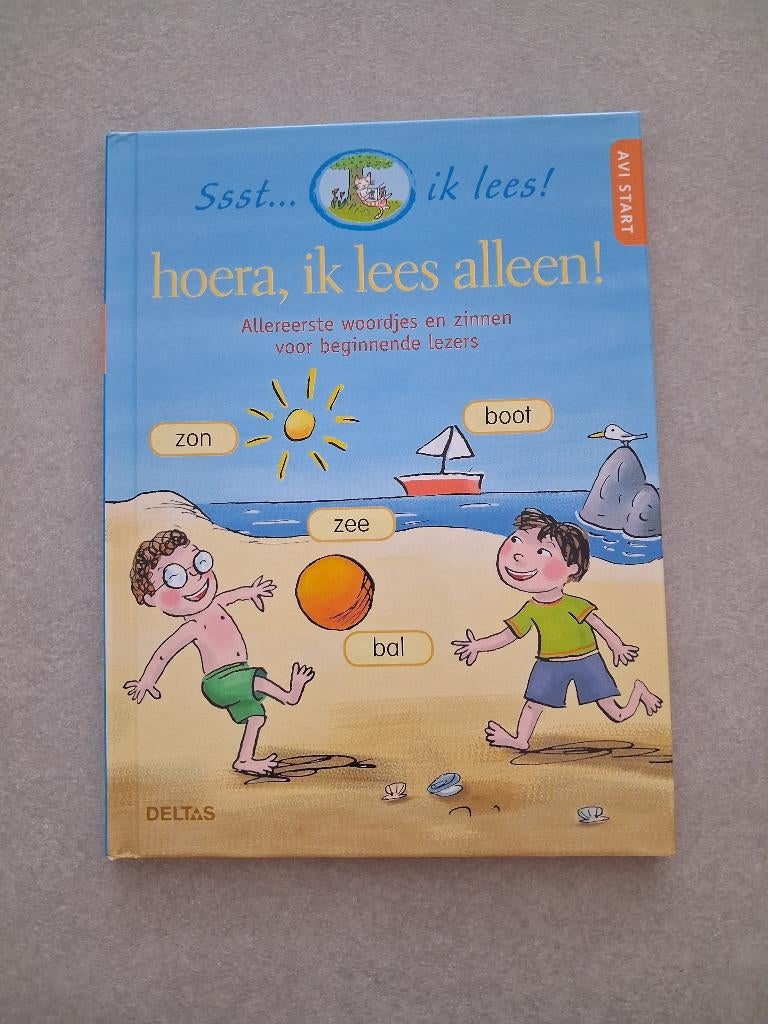 Ssst... ik lees!
AVI START
hoera, ik lees alleen!
Allereerste woordjes en zinnen
voor beginnende lezers
zon
boot
zee
bal
DELTAS